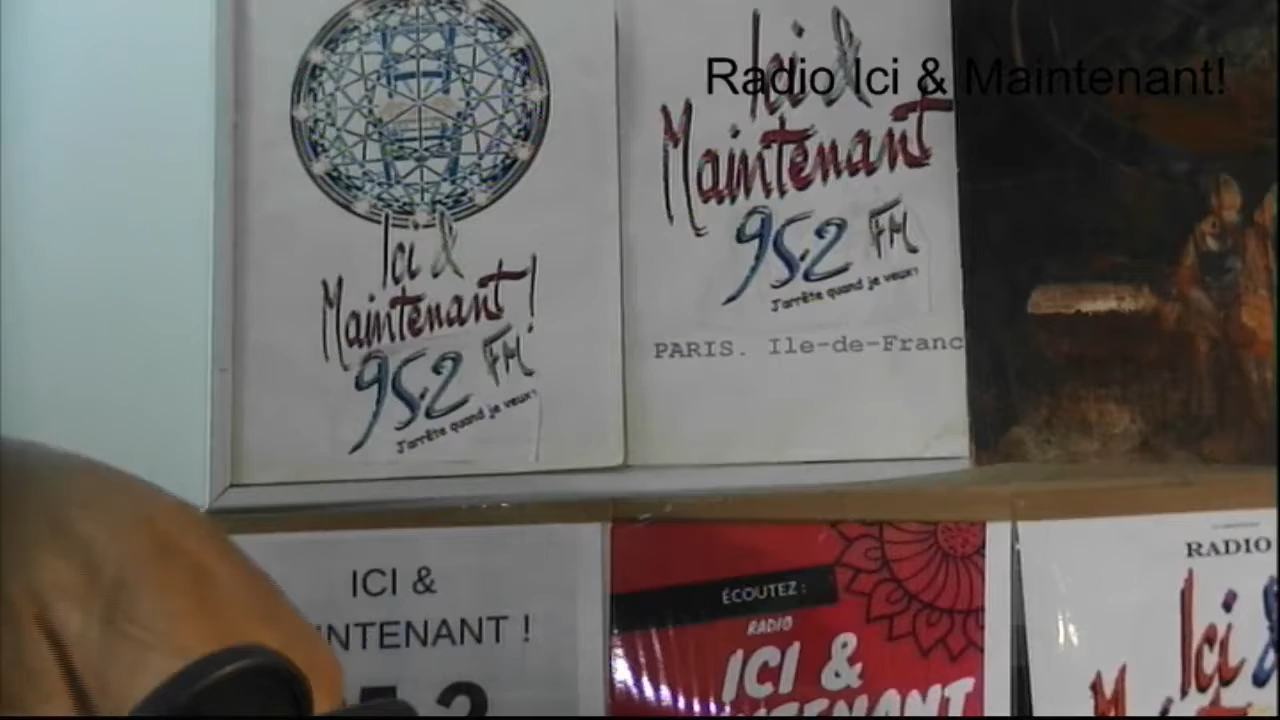 Radio Ici & Maintenant!
Ici &
Maintenant !
95.2 FM
J'arrête quand je veux!
Ici &
Maintenant
95.2 FM
J'arrête quand je veux!
PARIS. Ile-de-Franc
ICI &
INTENANT !
ÉCOUTEZ :
RADIO
ICI &
RADIO
Ici &